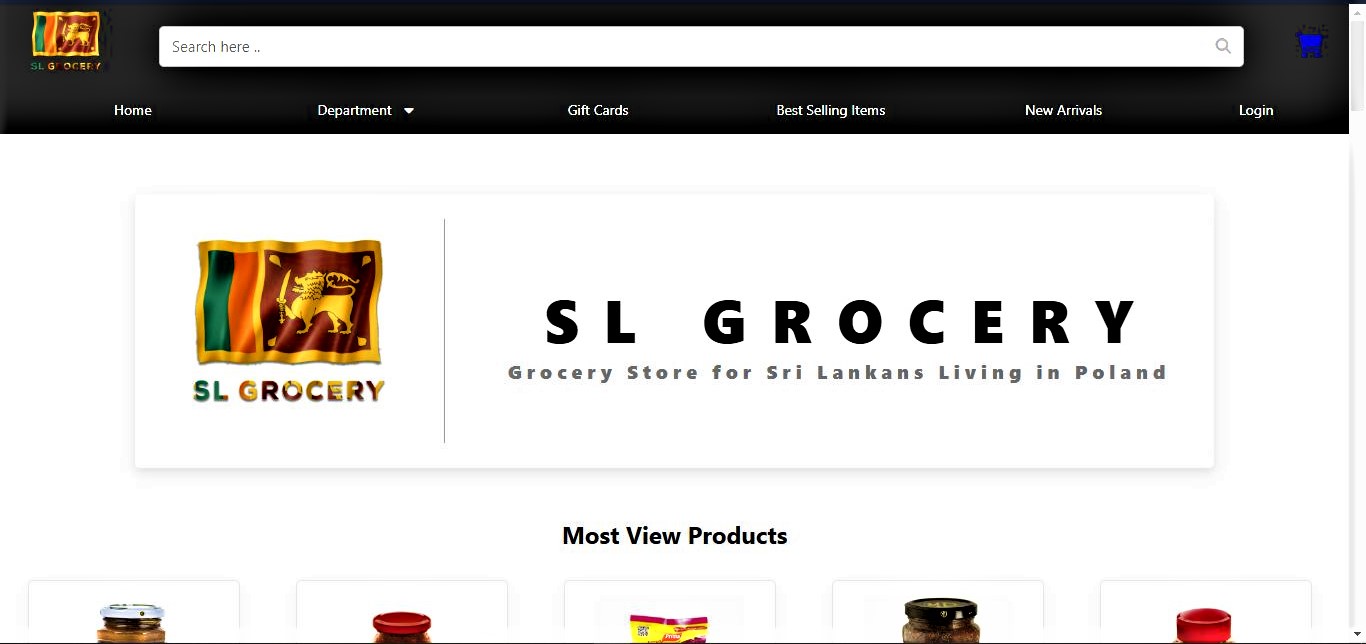 SL GROCERY
Search here ..
Home
Department
Gift Cards
Best Selling Items
New Arrivals
Login
SL GROCERY
SL GROCERY
Grocery Store for Sri Lankans Living in Poland
Most View Products
Prima